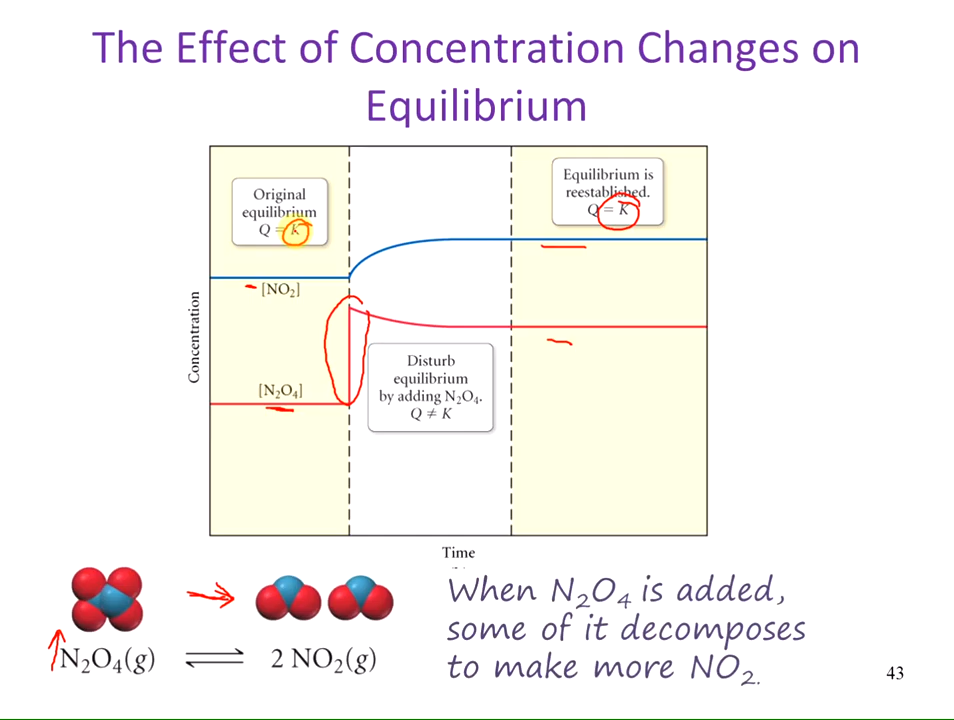 The Effect of Concentration Changes on
Equilibrium
Original
equilibrium
Q = K
Equilibrium is
reestablished.
Q = K
[NO₂]
Concentration
[N₂O₄]
Disturb
equilibrium
by adding N₂O₄.
Q ≠ K
Time
When N₂O₄ is added,
some of it decomposes
to make more NO₂.
N₂O₄(g) ⇌ 2 NO₂(g)
43